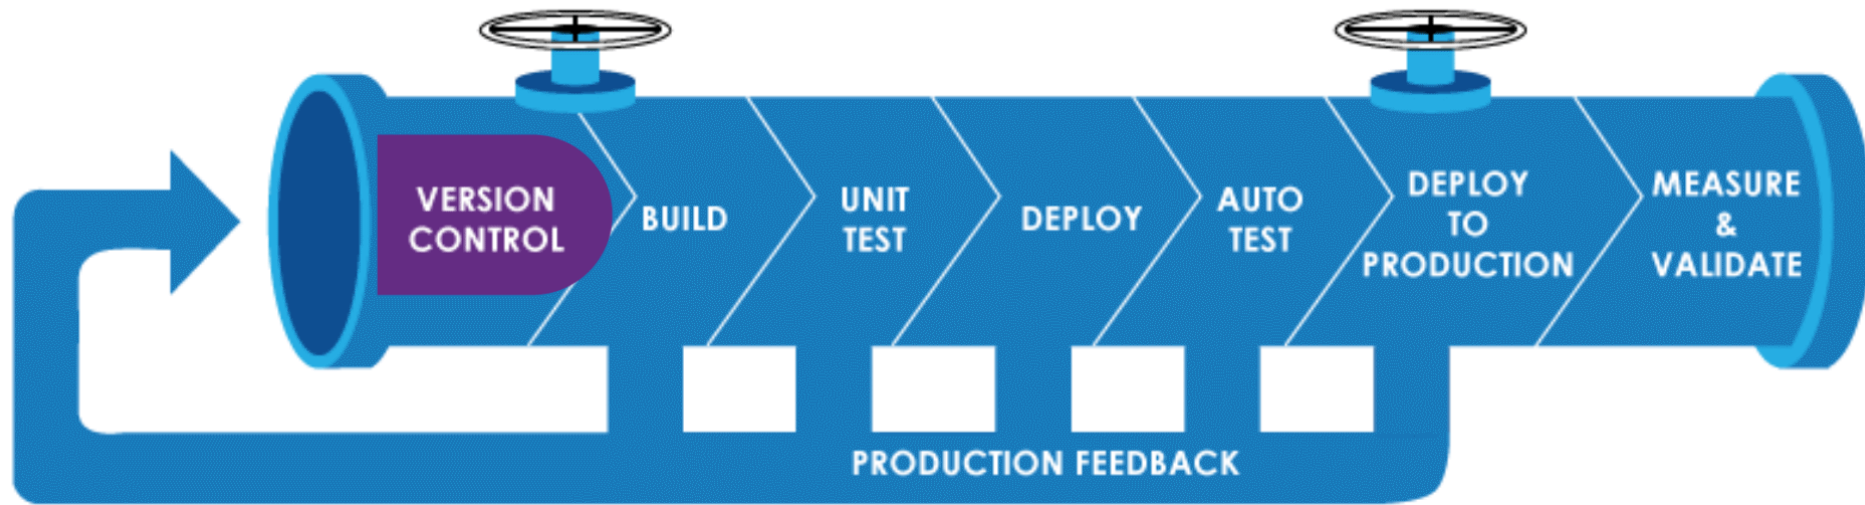 VERSION
CONTROL
BUILD
UNIT
TEST
DEPLOY
AUTO
TEST
DEPLOY
TO
PRODUCTION
MEASURE
&
VALIDATE
PRODUCTION FEEDBACK